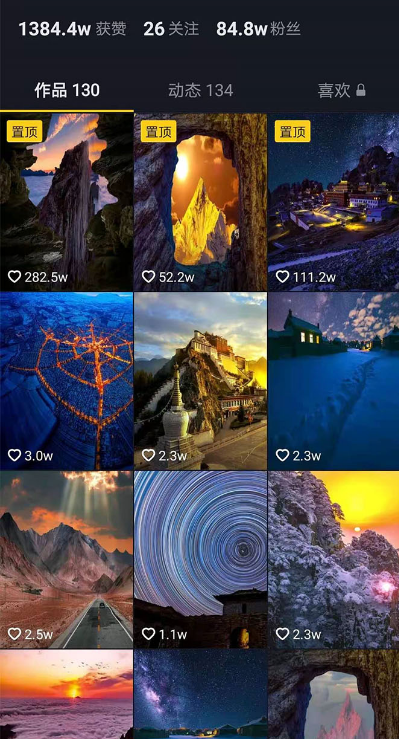 1384.4w 获赞 26 关注 84.8w 粉丝
作品 130 动态 134 喜欢
置顶 置顶 置顶
282.5w 52.2w 111.2w
3.0w 2.3w 2.3w
2.5w 1.1w 2.3w